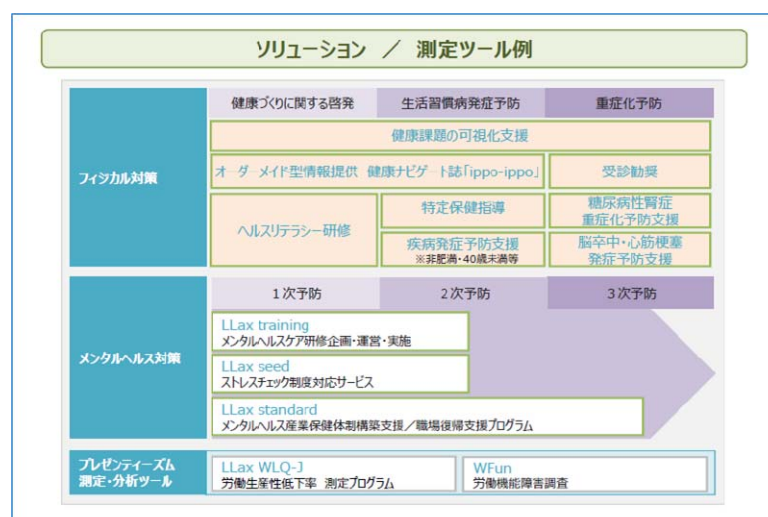 ソリューション ／ 測定ツール例
健康づくりに関する啓発 生活習慣病発症予防 重症化予防
フィジカル対策
健康課題の可視化支援
オーダーメイド型情報提供 健康ナビゲート誌「ippo-ippo」
受診勧奨
ヘルスリテラシー研修
特定保健指導
糖尿病性腎症
重症化予防支援
疾病発症予防支援
※非肥満・40歳未満等
脳卒中・心筋梗塞
発症予防支援
メンタルヘルス対策
1次予防 2次予防 3次予防
LLax training
メンタルヘルスケア研修企画・運営・実施
LLax seed
ストレスチェック制度対応サービス
LLax standard
メンタルヘルス産業保健体制構築支援／職場復帰支援プログラム
プレゼンティーズム
測定・分析ツール
LLax WLQ-J
労働生産性低下率 測定プログラム
WFun
労働機能障害調査